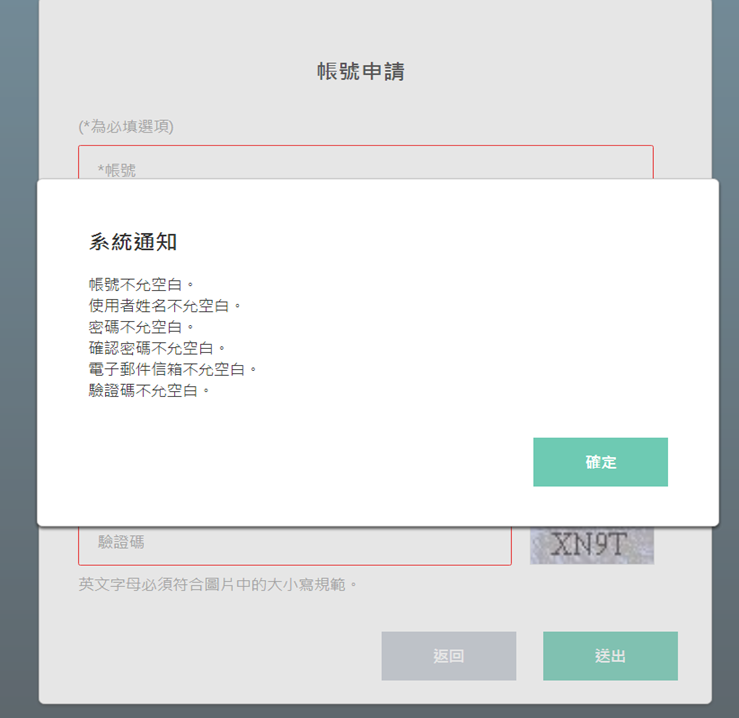 帳號申請
(*為必填選項)
*帳號
系統通知
帳號不允空白。
使用者姓名不允空白。
密碼不允空白。
確認密碼不允空白。
電子郵件信箱不允空白。
驗證碼不允空白。
確定
驗證碼
XN9T
英文字母必須符合圖片中的大小寫規範。
返回
送出